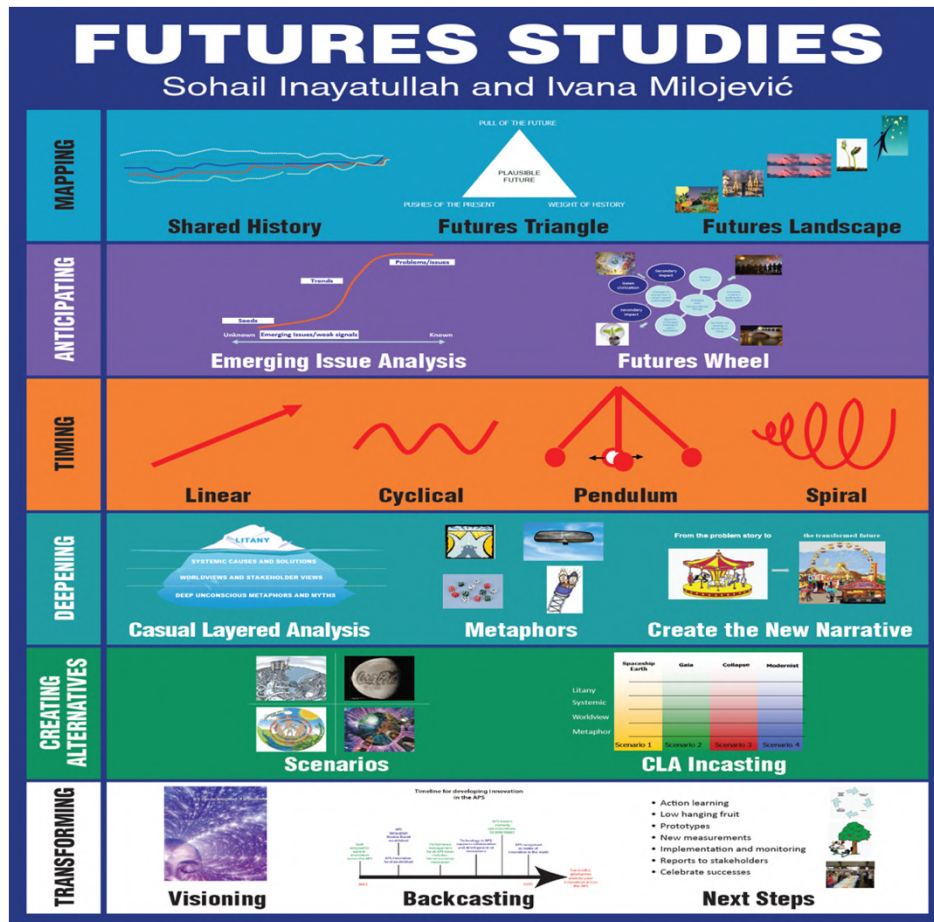 FUTURES STUDIES
Sohail Inayatullah and Ivana Milojević
MAPPING
PULL OF THE FUTURE
PLAUSIBLE
FUTURE
PUSHES OF THE PRESENT
WEIGHT OF HISTORY
Shared History
Futures Triangle
Futures Landscape
ANTICIPATING
Problems/issues
Trends
Seeds
Unknown
Emerging Issues/weak signals
Known
Emerging Issue Analysis
Secondary
impact
Secondary
impact
Futures Wheel
TIMING
Linear
Cyclical
Pendulum
Spiral
DEEPENING
LITANY
SYSTEMIC CAUSES AND SOLUTIONS
WORLDVIEWS AND STAKEHOLDER VIEWS
DEEP UNCONSCIOUS METAPHORS AND MYTHS
Casual Layered Analysis
Metaphors
From the problem story to
the transformed future
Create the New Narrative
CREATING
ALTERNATIVES
Coca-Cola
Scenarios
Spaceship
Earth
Gaia
Collapse
Modernist
Litany
Systemic
Worldview
Metaphor
Scenario 1
Scenario 2
Scenario 3
Scenario 4
CLA Incasting
TRANSFORMING
Visioning
Timeline for developing innovation
in the APS
Backcasting
• Action learning
• Low hanging fruit
• Prototypes
• New measurements
• Implementation and monitoring
• Reports to stakeholders
• Celebrate successes
Next Steps